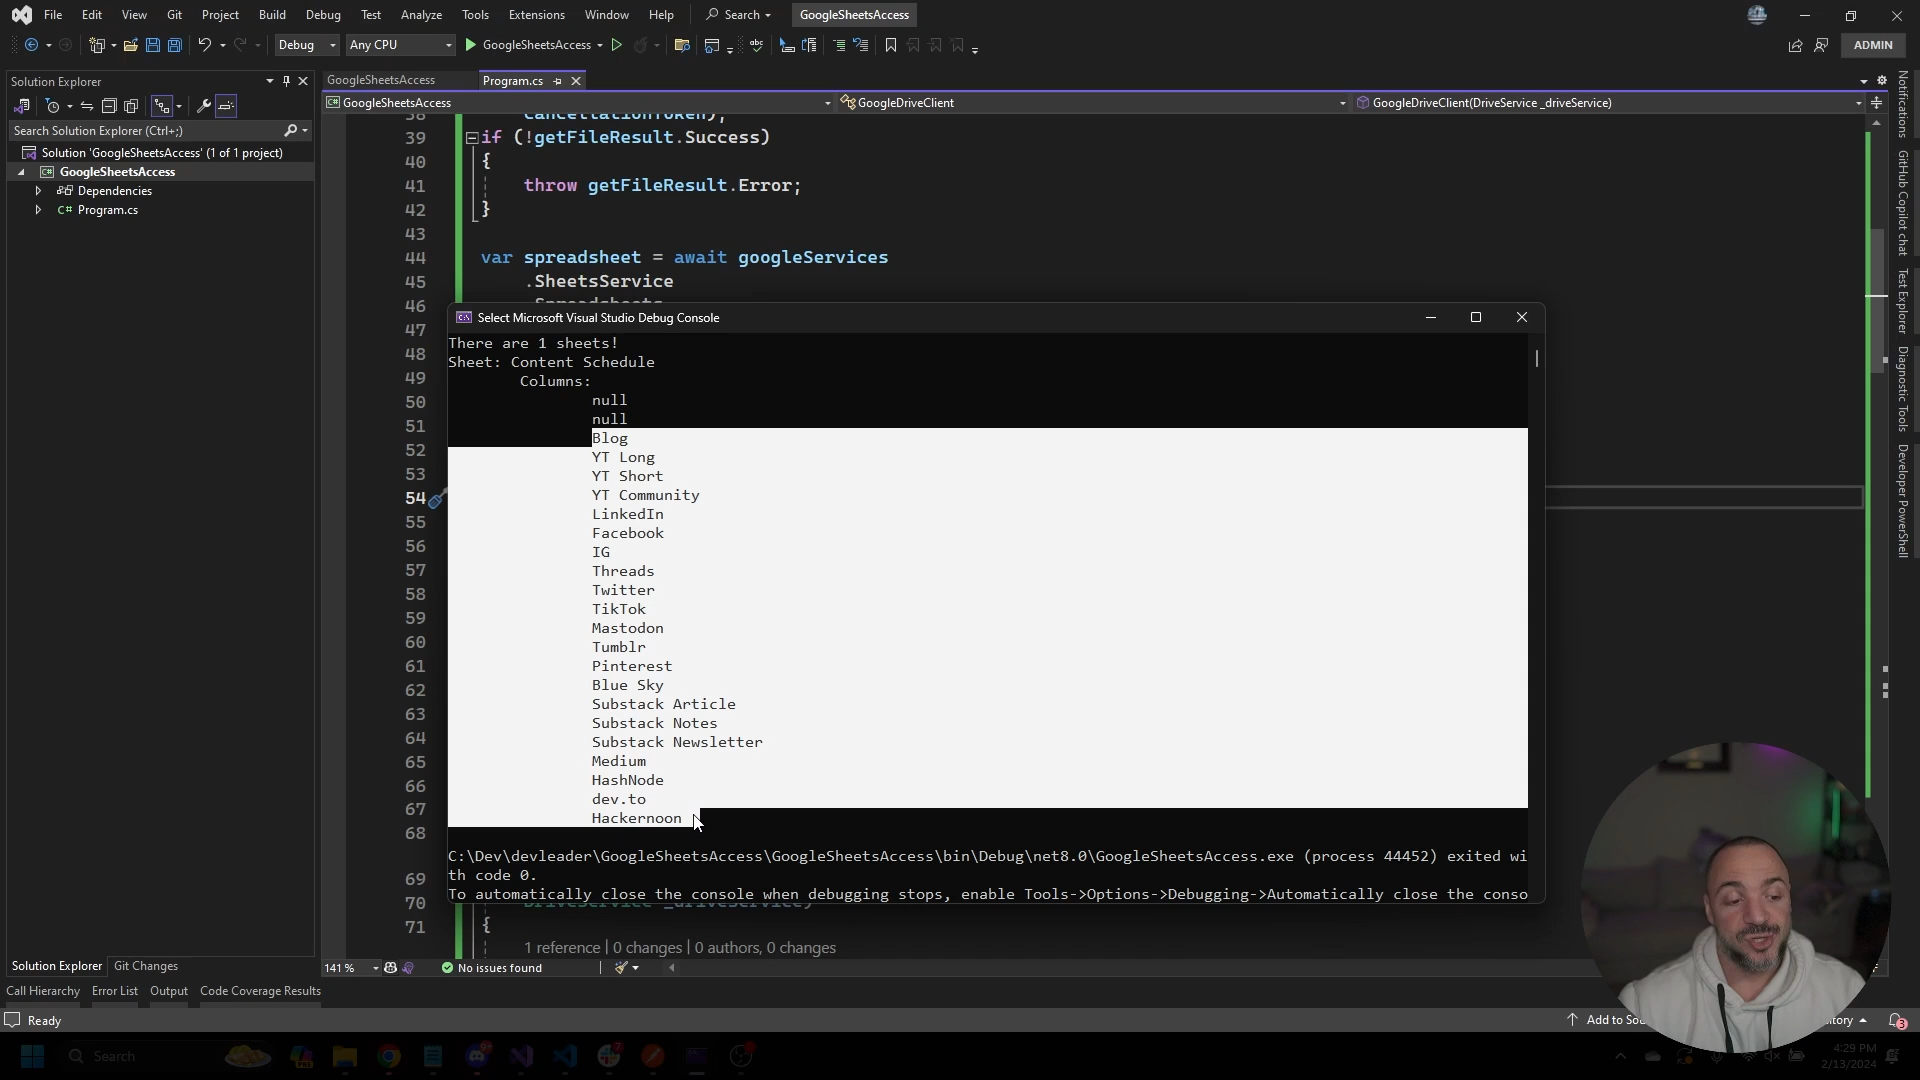 File Edit View Git Project Build Debug Test Analyze Tools Extensions Window Help Search GoogleSheetsAccess
Debug Any CPU GoogleSheetsAccess ADMIN
Solution Explorer
GoogleSheetsAccess Program.cs
GoogleSheetsAccess GoogleDriveClient GoogleDriveClient(DriveService _driveService)
Search Solution Explorer (Ctrl+;)
Solution 'GoogleSheetsAccess' (1 of 1 project)
GoogleSheetsAccess
Dependencies
C# Program.cs
38 cancellationToken);
39 if (!getFileResult.Success)
40 {
41 throw getFileResult.Error;
42 }
43
44 var spreadsheet = await googleServices
45 .SheetsService
46 .Spreadsheets
47
48
49
50
51
52
53
54
55
56
57
58
59
60
61
62
63
64
65
66
67
68
69
70 DriveService _driveService)
71 {
1 reference | 0 changes | 0 authors, 0 changes
Select Microsoft Visual Studio Debug Console
There are 1 sheets!
Sheet: Content Schedule
Columns:
null
null
Blog
YT Long
YT Short
YT Community
LinkedIn
Facebook
IG
Threads
Twitter
TikTok
Mastodon
Tumblr
Pinterest
Blue Sky
Substack Article
Substack Notes
Substack Newsletter
Medium
HashNode
dev.to
Hackernoon
C:\Dev\devleader\GoogleSheetsAccess\GoogleSheetsAccess\bin\Debug\net8.0\GoogleSheetsAccess.exe (process 44452) exited wi
th code 0.
To automatically close the console when debugging stops, enable Tools->Options->Debugging->Automatically close the conso
Notifications
GitHub Copilot chat
Test Explorer
Diagnostic Tools
Developer PowerShell
Solution Explorer Git Changes
141 % No issues found
Call Hierarchy Error List Output Code Coverage Results
Ready Add to 3
Search
4:29 PM
2/13/2024